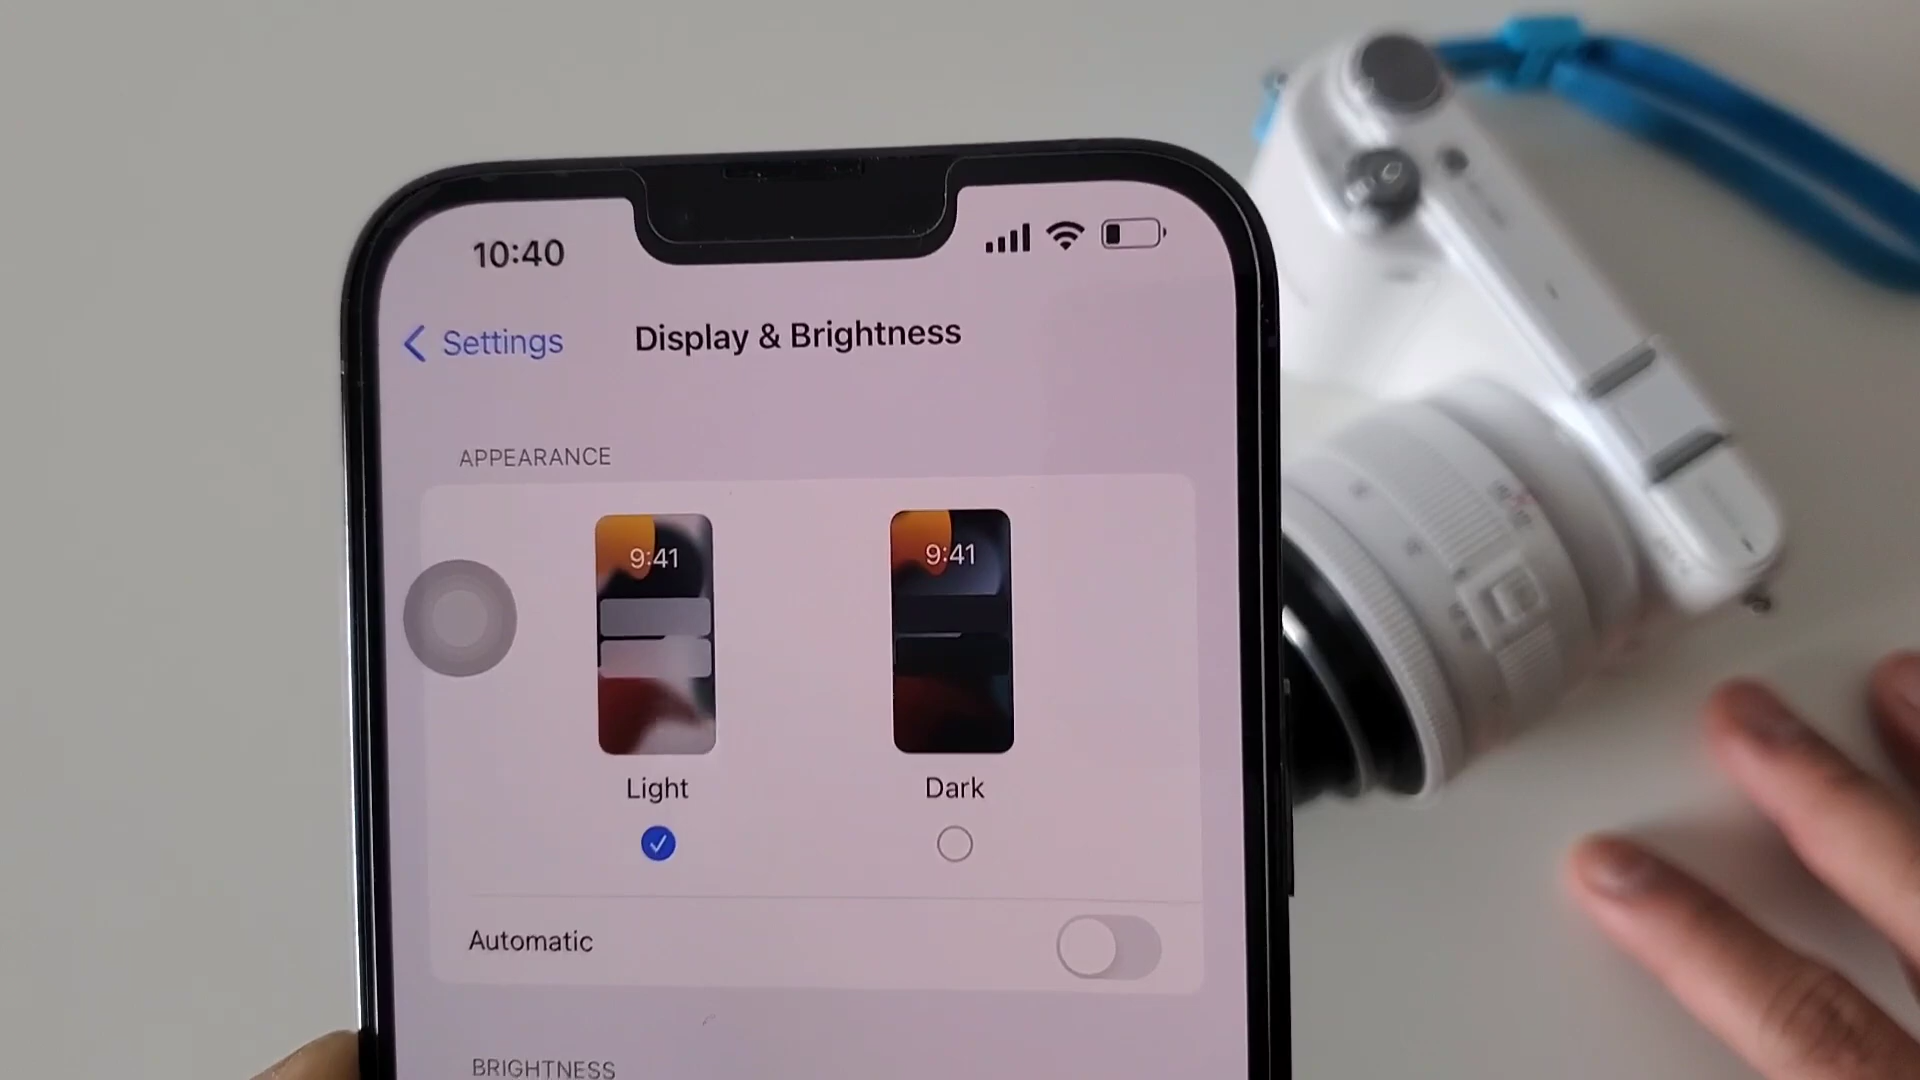 10:40
Settings
Display & Brightness
APPEARANCE
9:41
9:41
Light
Dark
Automatic
BRIGHTNESS